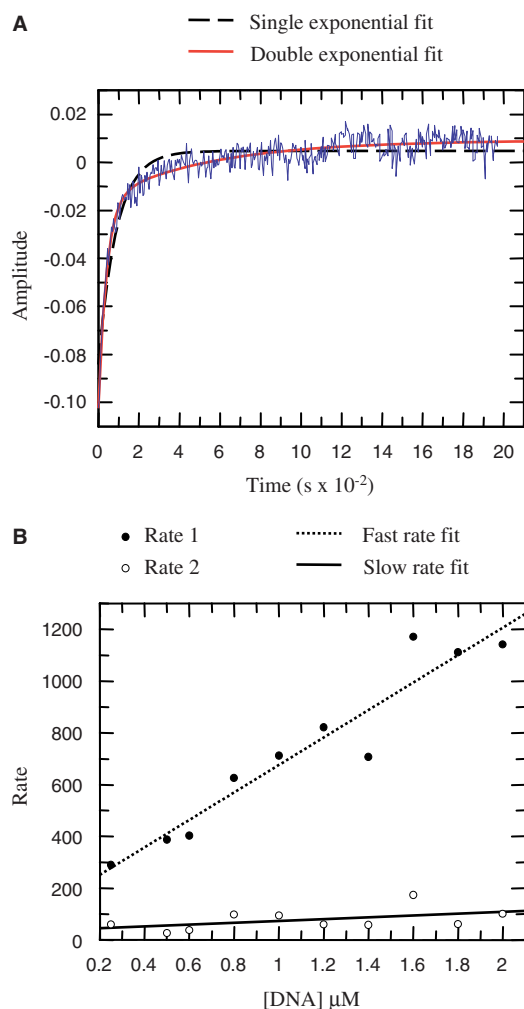 A
Single exponential fit
Double exponential fit
0.02
0
-0.02
-0.04
-0.06
-0.08
-0.10
Amplitude
0 2 4 6 8 10 12 14 16 18 20
Time (s x 10⁻²)
B
Rate 1 Fast rate fit
Rate 2 Slow rate fit
1200
1000
800
600
400
200
0
Rate
0.2 0.4 0.6 0.8 1.0 1.2 1.4 1.6 1.8 2
[DNA] μM